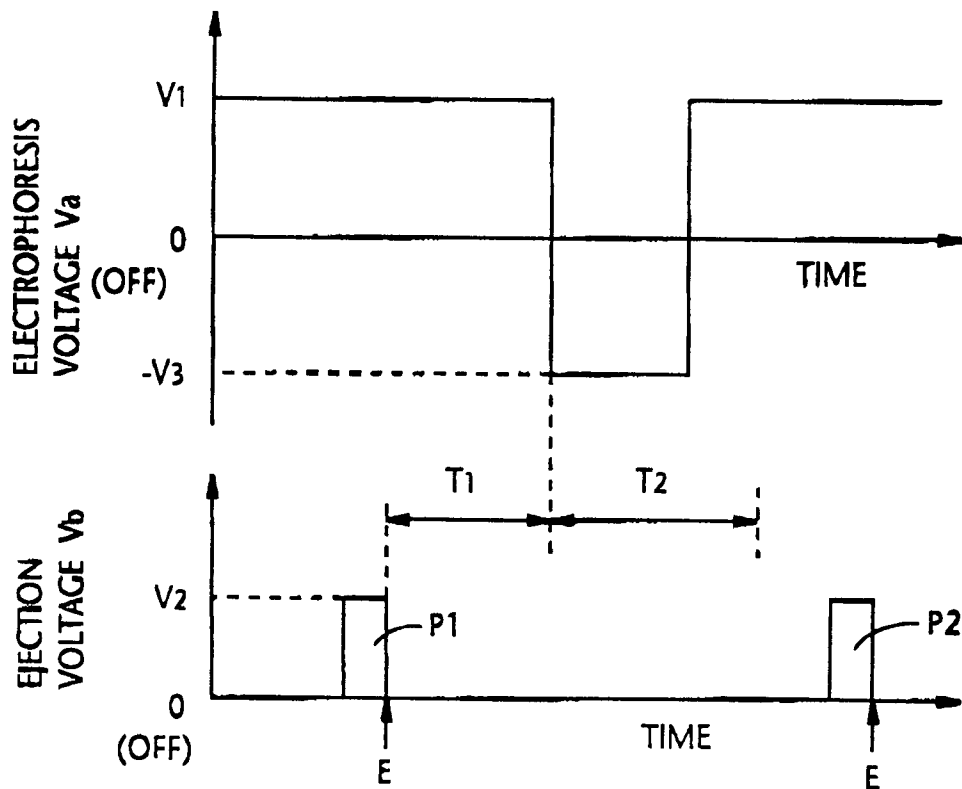 ELECTROPHORESIS
VOLTAGE Va
V1
0
(OFF)
-V3
TIME
EJECTION
VOLTAGE Vb
T1
T2
V2
P1
P2
0
(OFF)
TIME
E
E